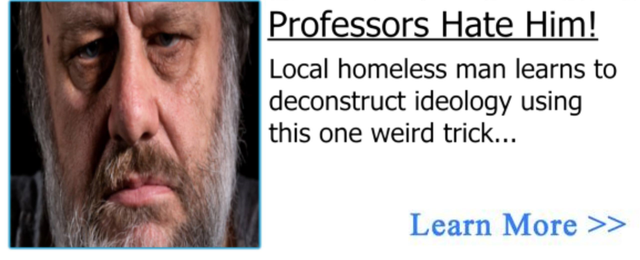 Professors Hate Him!
Local homeless man learns to
deconstruct ideology using
this one weird trick...
Learn More >>